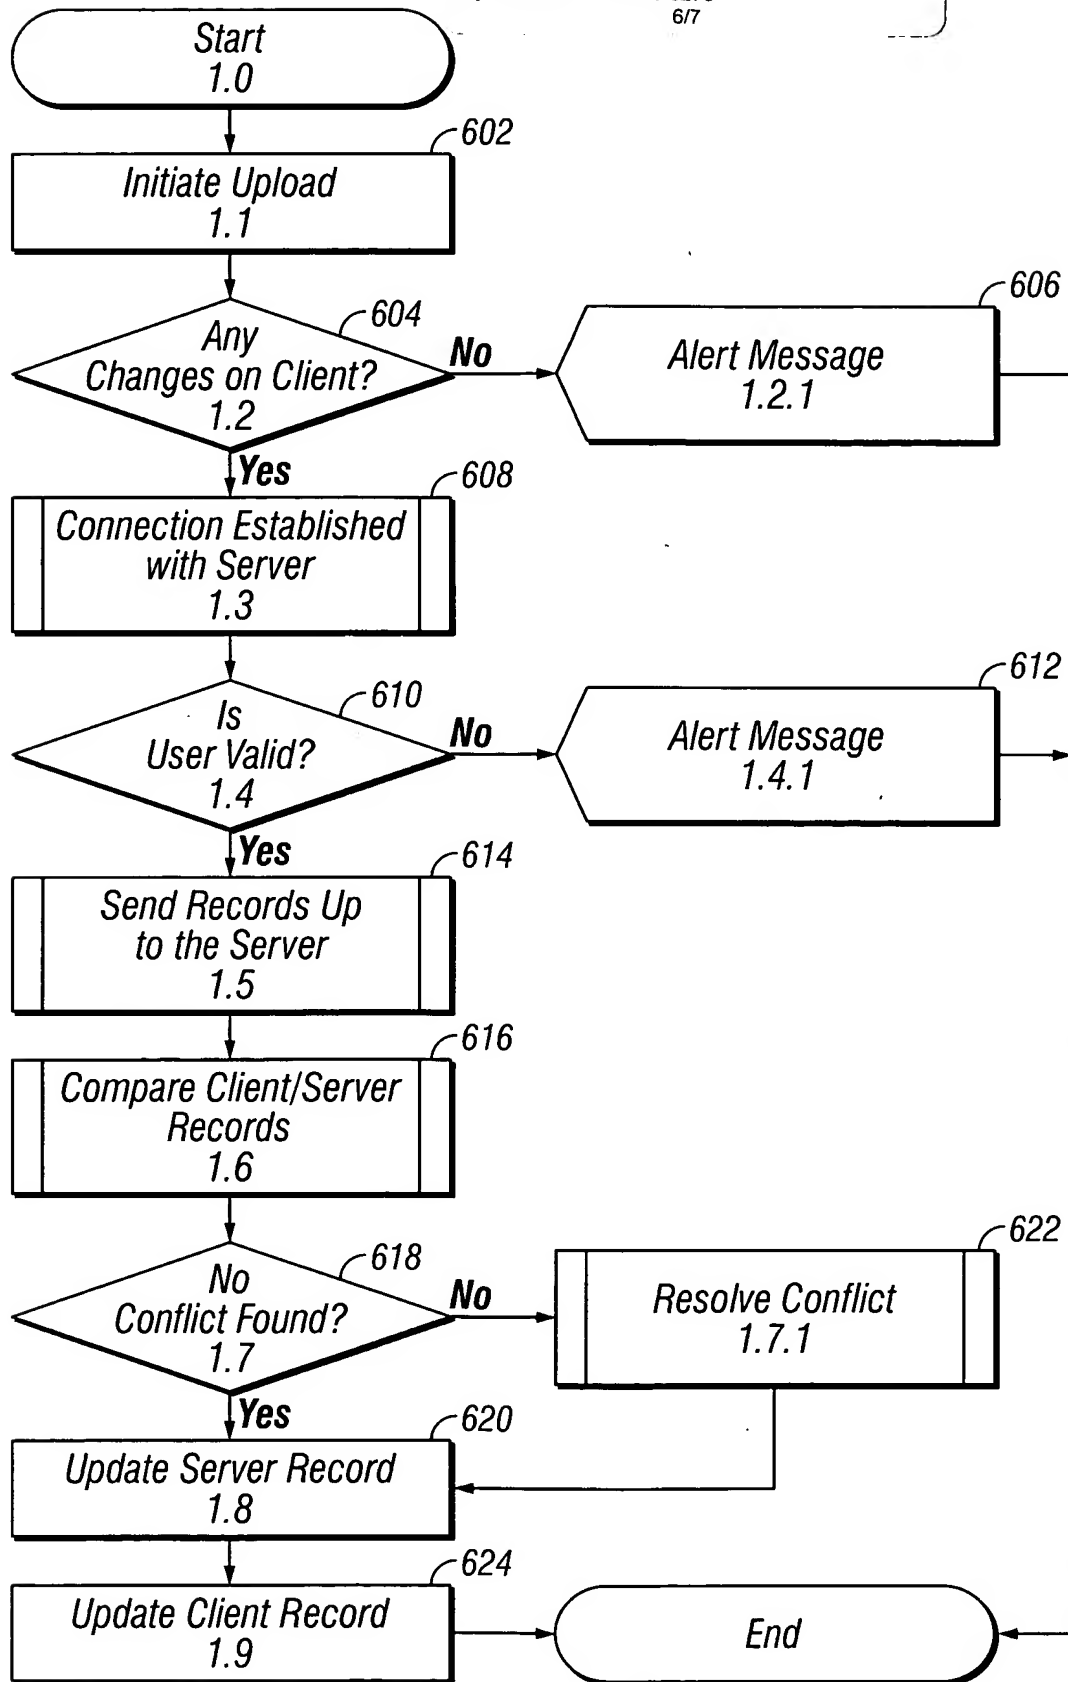 6/7
Start
1.0
602
Initiate Upload
1.1
604
Any
Changes on Client?
1.2
No
606
Alert Message
1.2.1
Yes
608
Connection Established
with Server
1.3
610
Is
User Valid?
1.4
No
612
Alert Message
1.4.1
Yes
614
Send Records Up
to the Server
1.5
616
Compare Client/Server
Records
1.6
618
No
Conflict Found?
1.7
No
622
Resolve Conflict
1.7.1
Yes
620
Update Server Record
1.8
624
Update Client Record
1.9
End